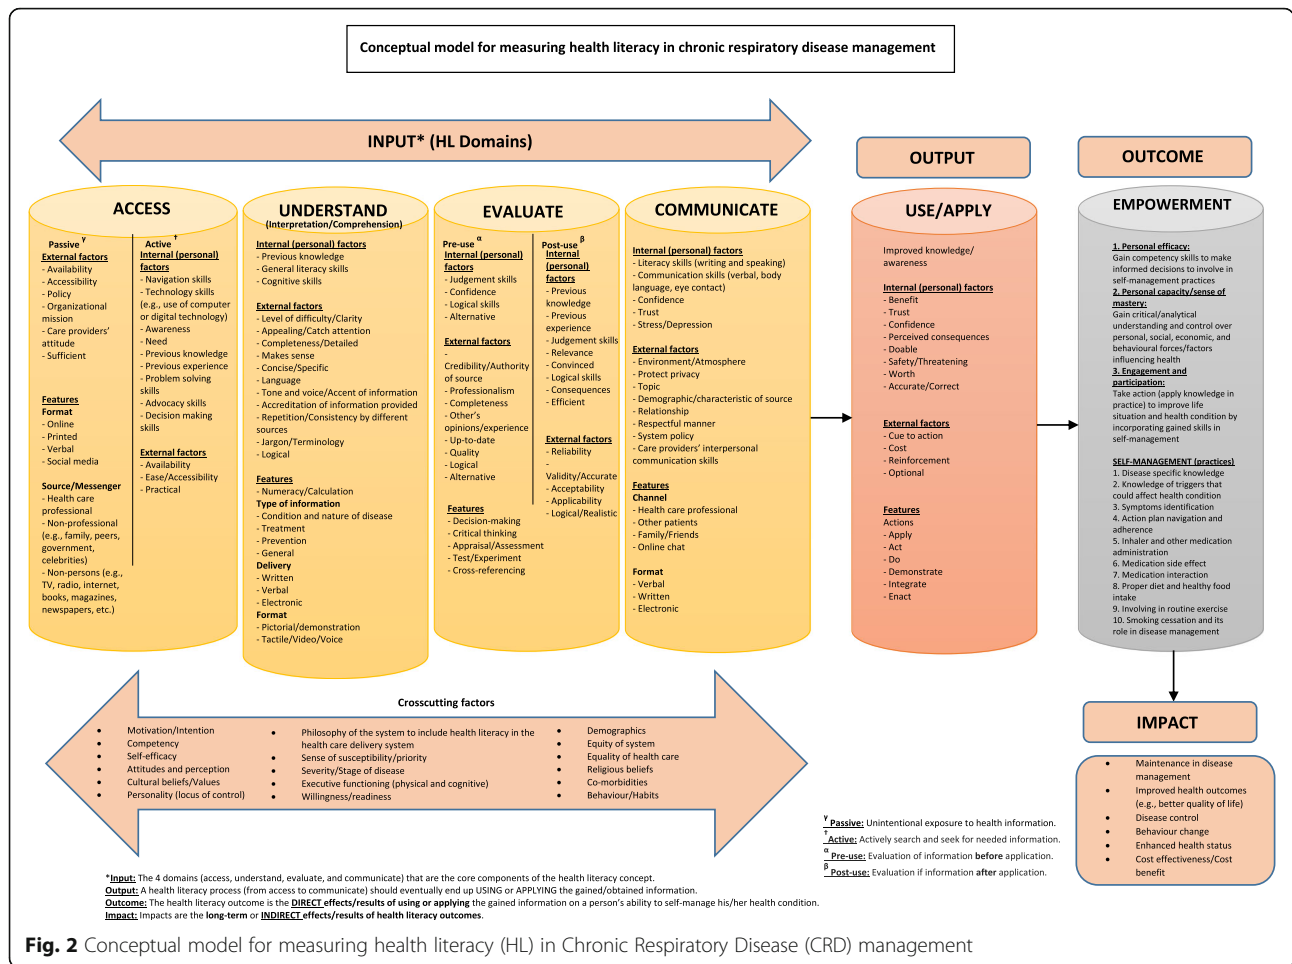 Conceptual model for measuring health literacy in chronic respiratory disease management
INPUT* (HL Domains)
OUTPUT
OUTCOME
ACCESS
Passive γ
External factors
- Availability
- Accessibility
- Policy
- Organizational
mission
- Care providers'
attitude
- Sufficient
Features
Format
- Online
- Printed
- Verbal
- Social media
Source/Messenger
- Health care
professional
- Non-professional
(e.g., family, peers,
government,
celebrities)
- Non-persons (e.g.,
TV, radio, internet,
books, magazines,
newspapers, etc.)
Active †
Internal (personal)
factors
- Navigation skills
- Technology skills
(e.g., use of computer
or digital technology)
- Awareness
- Need
- Previous knowledge
- Previous experience
- Problem solving
skills
- Advocacy skills
- Decision making
skills
External factors
- Availability
- Ease/Accessibility
- Practical
UNDERSTAND
(Interpretation/Comprehension)
Internal (personal) factors
- Previous knowledge
- General literacy skills
- Cognitive skills
External factors
- Level of difficulty/Clarity
- Appealing/Catch attention
- Completeness/Detailed
- Makes sense
- Concise/Specific
- Language
- Tone and voice/Accent of information
- Accreditation of information provided
- Repetition/Consistency by different
sources
- Jargon/Terminology
- Logical
Features
- Numeracy/Calculation
Type of information
- Condition and nature of disease
- Treatment
- Prevention
- General
Delivery
- Written
- Verbal
- Electronic
Format
- Pictorial/demonstration
- Tactile/Video/Voice
EVALUATE
Pre-use α
Internal (personal)
factors
- Judgement skills
- Confidence
- Logical skills
- Alternative
External factors
-
Credibility/Authority
of source
- Professionalism
- Completeness
- Other's
opinions/experience
- Up-to-date
- Quality
- Logical
- Alternative
Features
- Decision-making
- Critical thinking
- Appraisal/Assessment
- Test/Experiment
- Cross-referencing
Post-use β
Internal
(personal)
factors
- Previous
knowledge
- Previous
experience
- Judgement skills
- Relevance
- Convinced
- Logical skills
- Consequences
- Efficient
External factors
- Reliability
-
Validity/Accurate
- Acceptability
- Applicability
- Logical/Realistic
COMMUNICATE
Internal (personal) factors
- Literacy skills (writing and speaking)
- Communication skills (verbal, body
language, eye contact)
- Confidence
- Trust
- Stress/Depression
External factors
- Environment/Atmosphere
- Protect privacy
- Topic
- Demographic/characteristic of source
- Relationship
- Respectful manner
- System policy
- Care providers' interpersonal
communication skills
Features
Channel
- Health care professional
- Other patients
- Family/Friends
- Online chat
Format
- Verbal
- Written
- Electronic
USE/APPLY
Improved knowledge/
awareness
Internal (personal) factors
- Benefit
- Trust
- Confidence
- Perceived consequences
- Doable
- Safety/Threatening
- Worth
- Accurate/Correct
External factors
- Cue to action
- Cost
- Reinforcement
- Optional
Features
Actions
- Apply
- Act
- Do
- Demonstrate
- Integrate
- Enact
EMPOWERMENT
1. Personal efficacy:
Gain competency skills to make
informed decisions to involve in
self-management practices
2. Personal capacity/sense of
mastery:
Gain critical/analytical
understanding and control over
personal, social, economic, and
behavioural forces/factors
influencing health
3. Engagement and
participation:
Take action (apply knowledge in
practice) to improve life
situation and health condition by
incorporating gained skills in
self-management
SELF-MANAGEMENT (practices)
1. Disease specific knowledge
2. Knowledge of triggers that
could affect health condition
3. Symptoms identification
4. Action plan navigation and
adherence
5. Inhaler and other medication
administration
6. Medication side effect
7. Medication interaction
8. Proper diet and healthy food
intake
9. Involving in routine exercise
10. Smoking cessation and its
role in disease management
Crosscutting factors
• Motivation/Intention
• Competency
• Self-efficacy
• Attitudes and perception
• Cultural beliefs/Values
• Personality (locus of control)
• Philosophy of the system to include health literacy in the
health care delivery system
• Sense of susceptibility/priority
• Severity/Stage of disease
• Executive functioning (physical and cognitive)
• Willingness/readiness
• Demographics
• Equity of system
• Equality of health care
• Religious beliefs
• Co-morbidities
• Behaviour/Habits
IMPACT
• Maintenance in disease
management
• Improved health outcomes
(e.g., better quality of life)
• Disease control
• Behaviour change
• Enhanced health status
• Cost effectiveness/Cost
benefit
γ Passive: Unintentional exposure to health information.
† Active: Actively search and seek for needed information.
α Pre-use: Evaluation of information before application.
β Post-use: Evaluation if information after application.
*Input: The 4 domains (access, understand, evaluate, and communicate) that are the core components of the health literacy concept.
Output: A health literacy process (from access to communicate) should eventually end up USING or APPLYING the gained/obtained information.
Outcome: The health literacy outcome is the DIRECT effects/results of using or applying the gained information on a person's ability to self-manage his/her health condition.
Impact: Impacts are the long-term or INDIRECT effects/results of health literacy outcomes.
Fig. 2 Conceptual model for measuring health literacy (HL) in Chronic Respiratory Disease (CRD) management